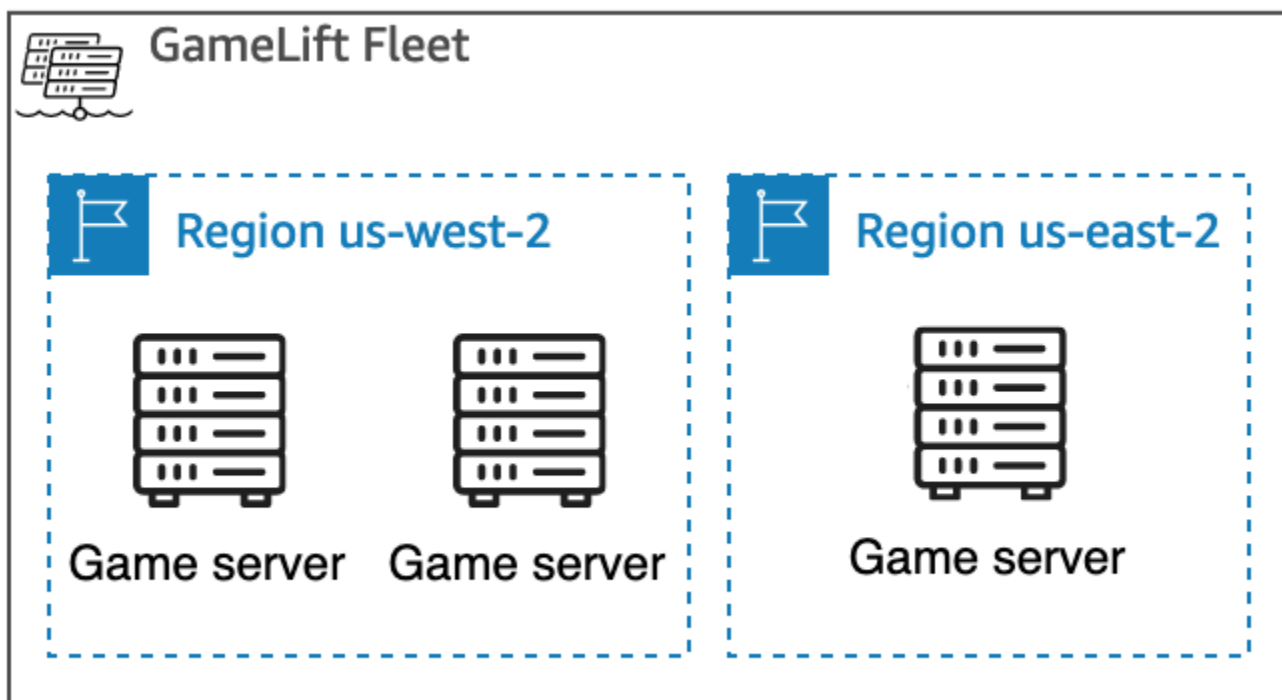 GameLift Fleet
Region us-west-2
Region us-east-2
Game server
Game server
Game server